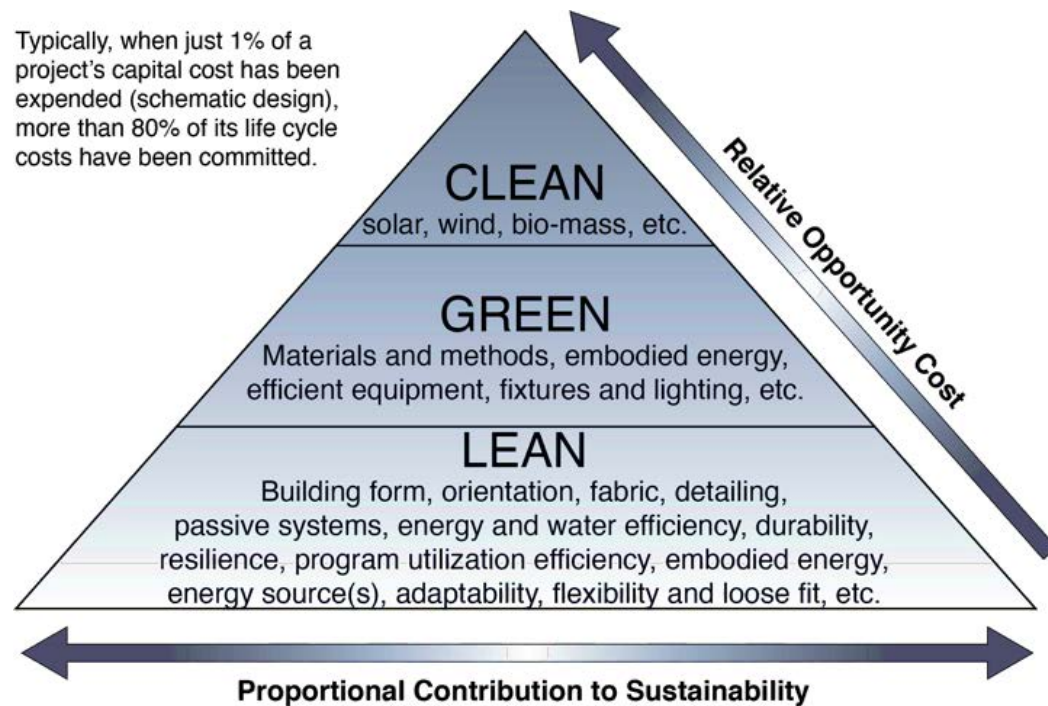 Typically, when just 1% of a
project's capital cost has been
expended (schematic design),
more than 80% of its life cycle
costs have been committed.
CLEAN
solar, wind, bio-mass, etc.
GREEN
Materials and methods, embodied energy,
efficient equipment, fixtures and lighting, etc.
LEAN
Building form, orientation, fabric, detailing,
passive systems, energy and water efficiency, durability,
resilience, program utilization efficiency, embodied energy,
energy source(s), adaptability, flexibility and loose fit, etc.
Relative Opportunity Cost
Proportional Contribution to Sustainability